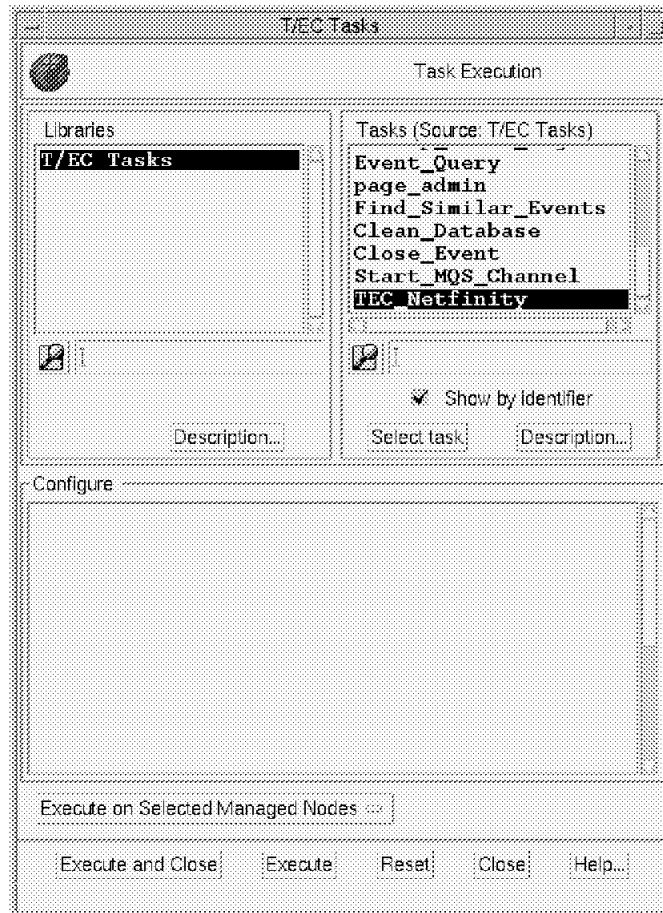 T/EC Tasks
Task Execution
Libraries
T/EC Tasks
Description...
Tasks (Source: T/EC Tasks)
Event_Query
page_admin
Find_Similar_Events
Clean_Database
Close_Event
Start_MQS_Channel
TEC_Netfinity
Show by identifier
Select task
Description...
Configure
Execute on Selected Managed Nodes
Execute and Close
Execute
Reset
Close
Help...